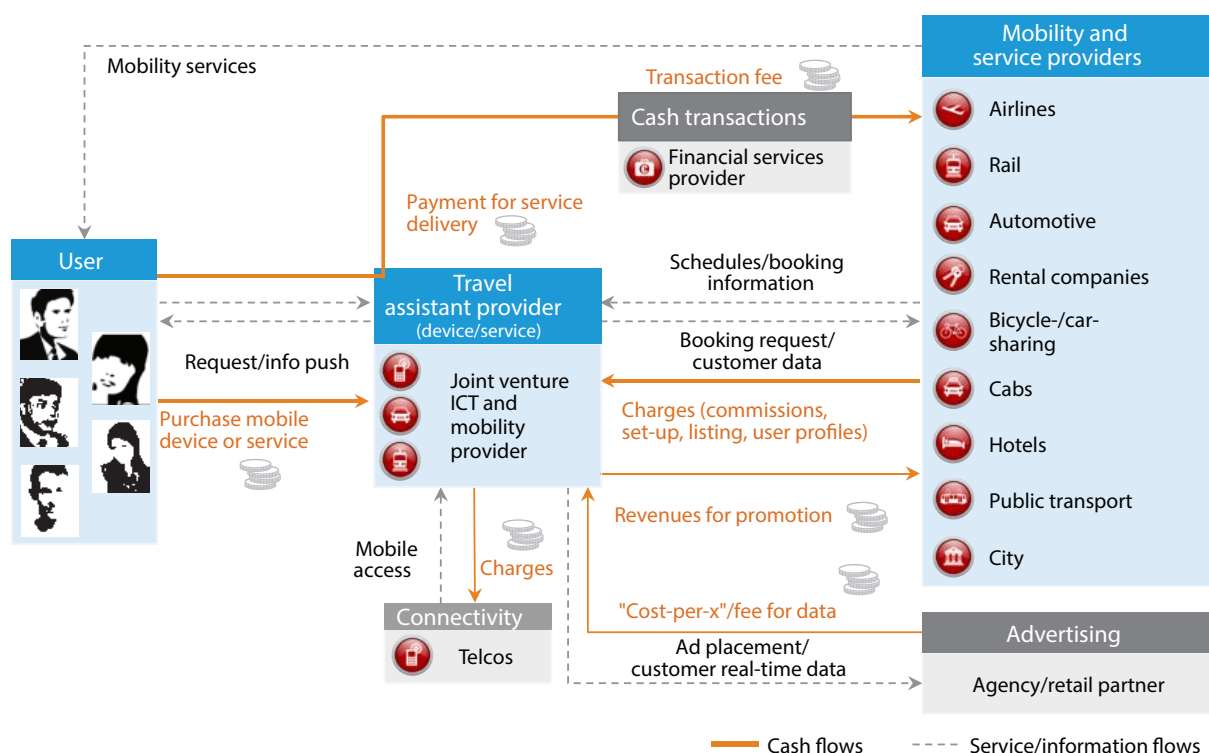 Mobility and
service providers
Mobility services
Transaction fee
Cash transactions
Financial services
provider
Airlines
Rail
Automotive
Rental companies
Bicycle-/car-
sharing
Cabs
Hotels
Public transport
City
Payment for service
delivery
User
Travel
assistant provider
(device/service)
Schedules/booking
information
Request/info push
Booking request/
customer data
Joint venture
ICT and
mobility
provider
Purchase mobile
device or service
Charges (commissions,
set-up, listing, user profiles)
Revenues for promotion
Mobile
access
Charges
"Cost-per-x"/fee for data
Connectivity
Telcos
Ad placement/
customer real-time data
Advertising
Agency/retail partner
Cash flows
Service/information flows